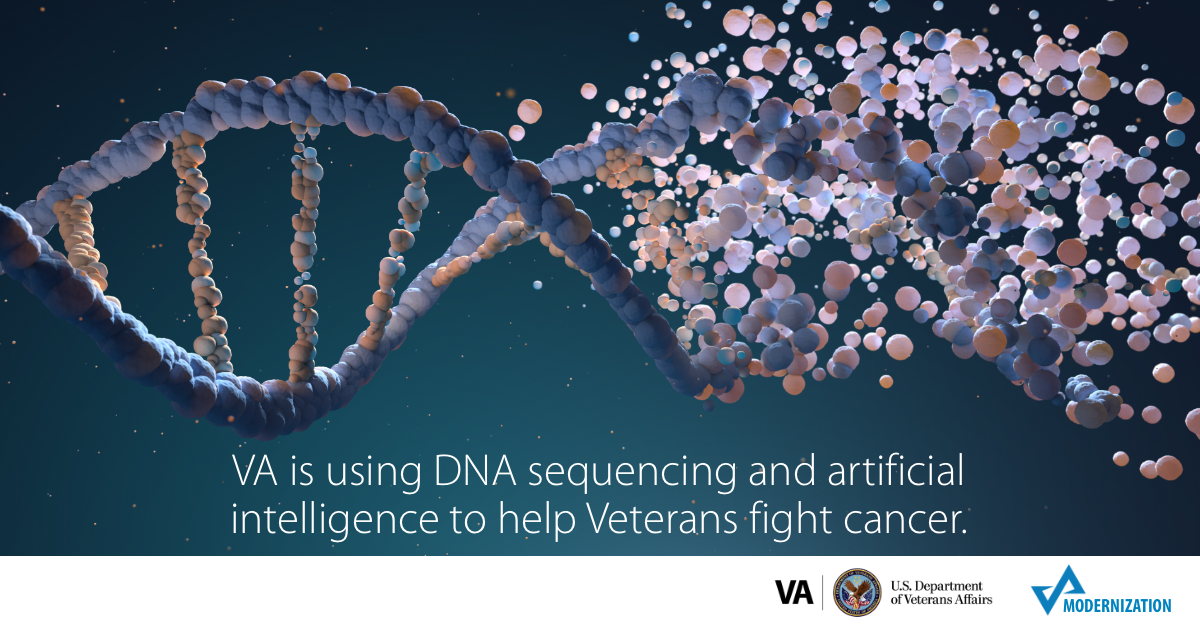 VA is using DNA sequencing and artificial
intelligence to help Veterans fight cancer.
VA
U.S. Department
of Veterans Affairs
VA
MODERNIZATION